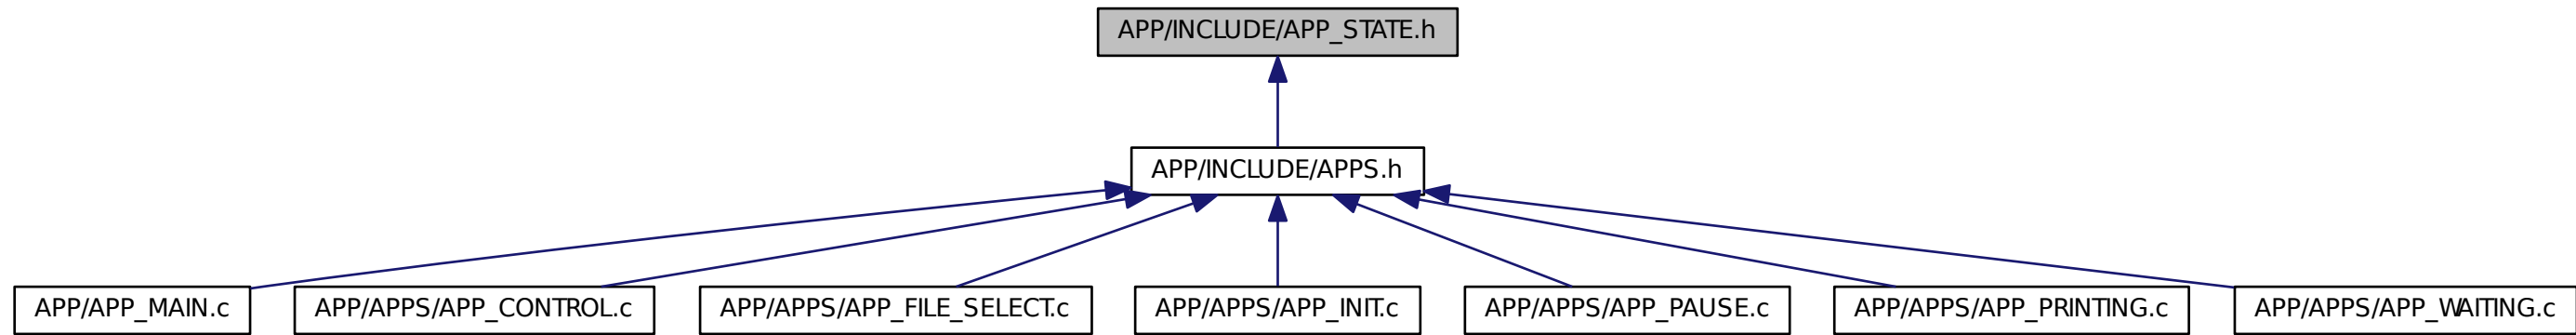 APP/INCLUDE/APP_STATE.h
APP/INCLUDE/APPS.h
APP/APP_MAIN.c
APP/APPS/APP_CONTROL.c
APP/APPS/APP_FILE_SELECT.c
APP/APPS/APP_INIT.c
APP/APPS/APP_PAUSE.c
APP/APPS/APP_PRINTING.c
APP/APPS/APP_WAITING.c